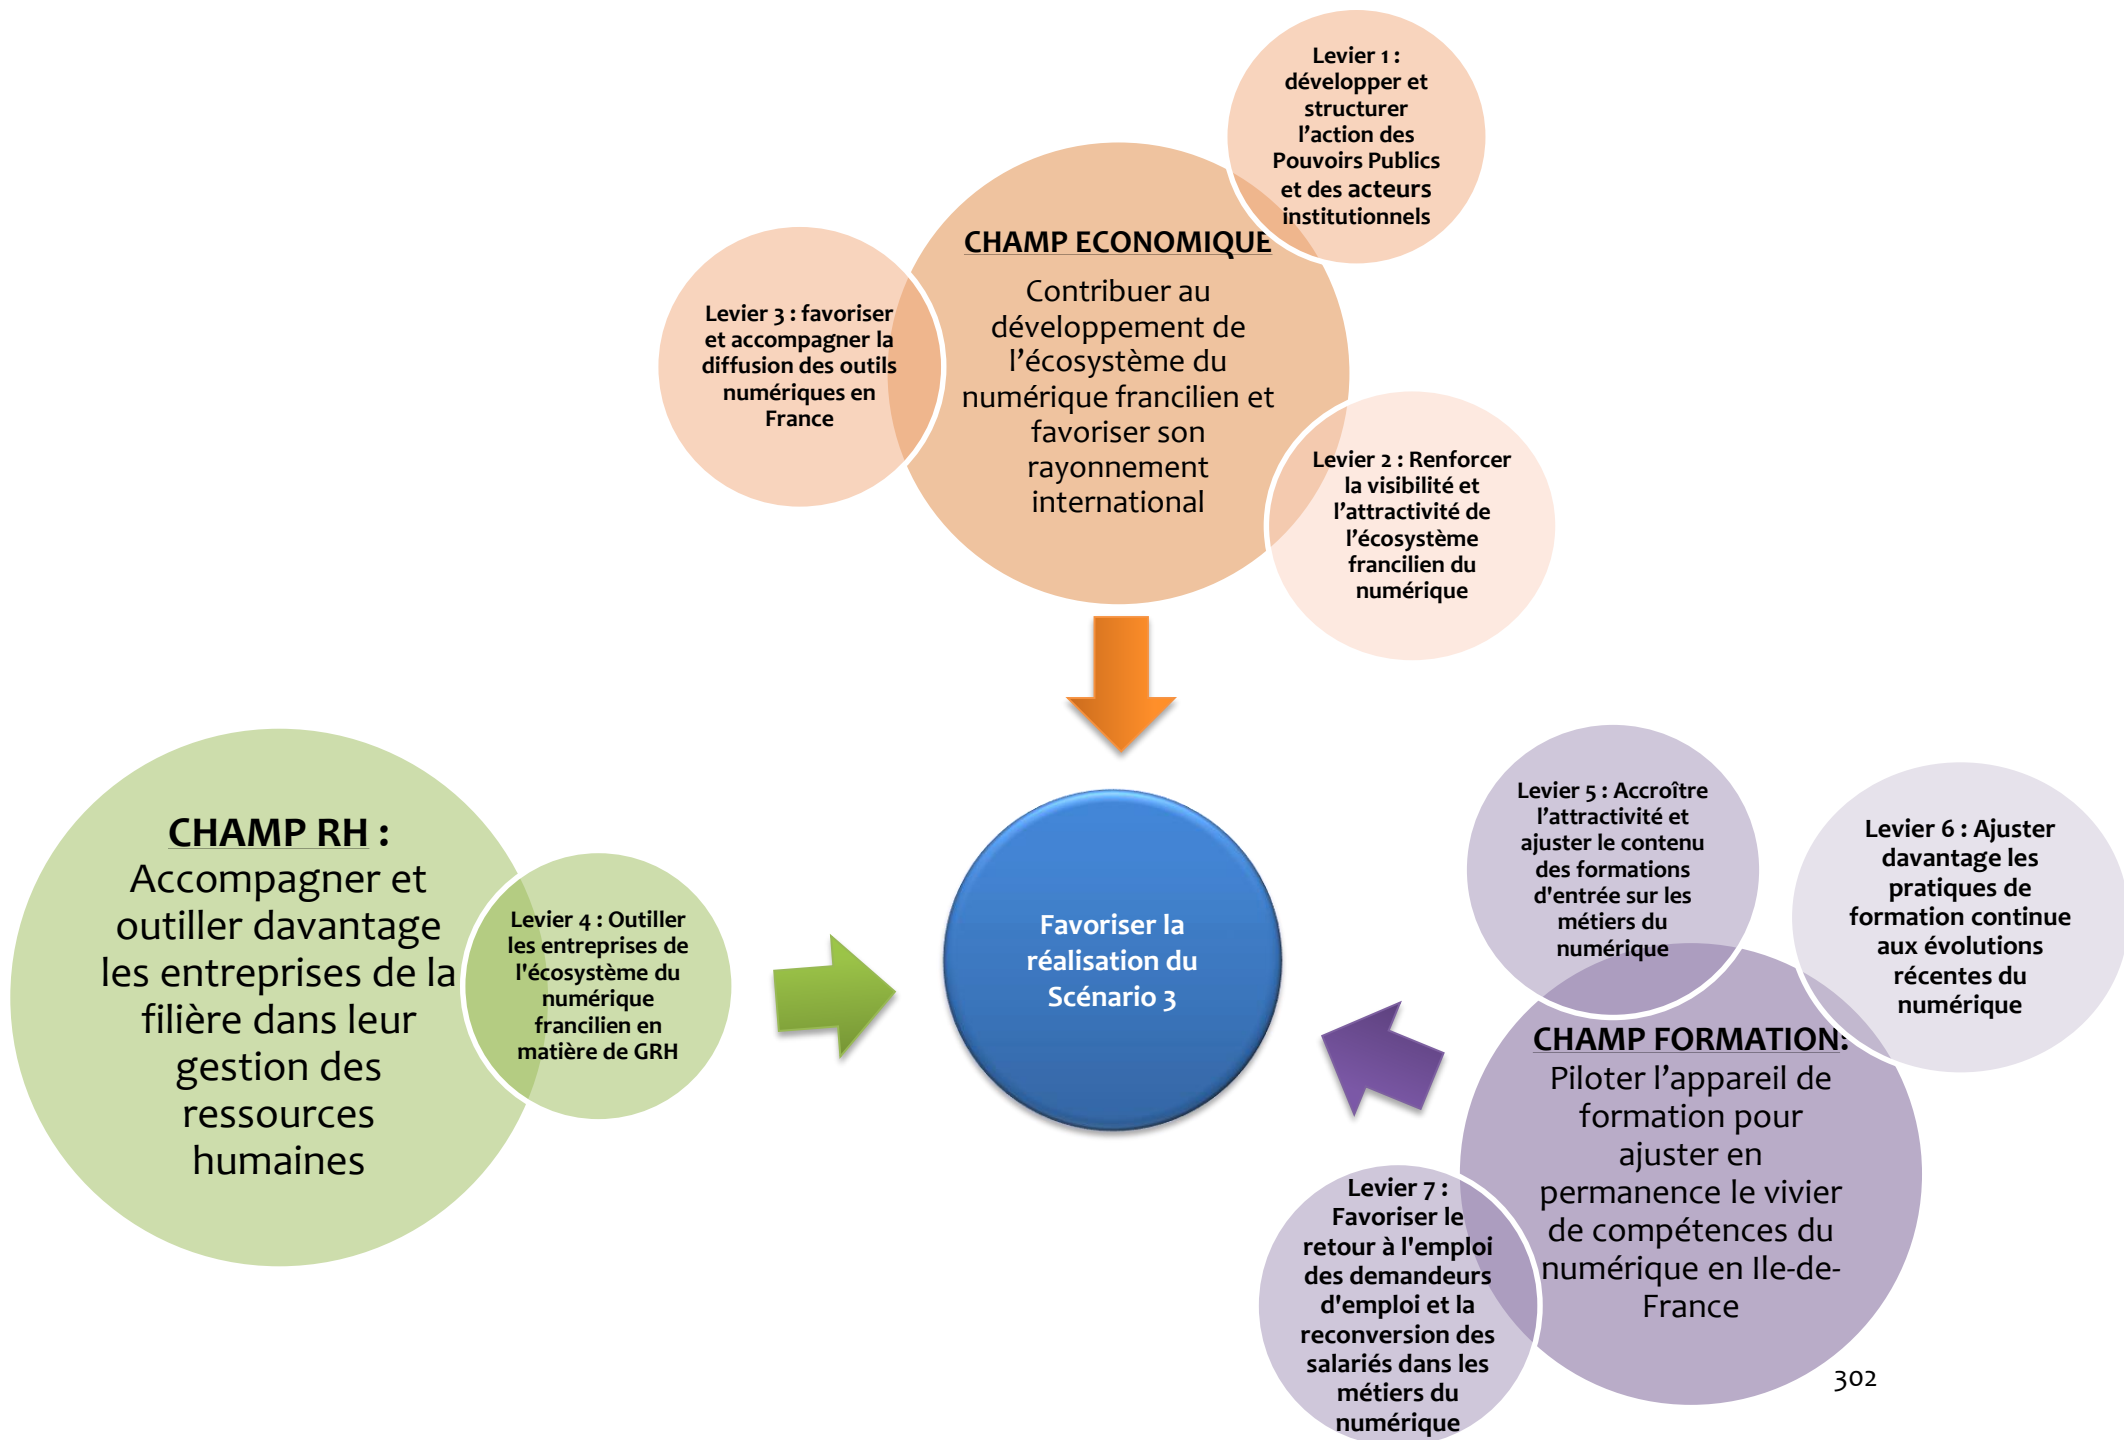 Levier 1 :
développer et
structurer
l’action des
Pouvoirs Publics
et des acteurs
institutionnels
CHAMP ECONOMIQUE
Contribuer au
développement de
l’écosystème du
numérique francilien et
favoriser son
rayonnement
international
Levier 3 : favoriser
et accompagner la
diffusion des outils
numériques en
France
Levier 2 : Renforcer
la visibilité et
l’attractivité de
l’écosystème
francilien du
numérique
CHAMP RH :
Accompagner et
outiller davantage
les entreprises de la
filière dans leur
gestion des
ressources
humaines
Levier 4 : Outiller
les entreprises de
l'écosystème du
numérique
francilien en
matière de GRH
Favoriser la
réalisation du
Scénario 3
Levier 5 : Accroître
l’attractivité et
ajuster le contenu
des formations
d'entrée sur les
métiers du
numérique
Levier 6 : Ajuster
davantage les
pratiques de
formation continue
aux évolutions
récentes du
numérique
CHAMP FORMATION:
Piloter l’appareil de
formation pour
ajuster en
permanence le vivier
de compétences du
numérique en Ile-de-
France
Levier 7 :
Favoriser le
retour à l'emploi
des demandeurs
d'emploi et la
reconversion des
salariés dans les
métiers du
numérique
302